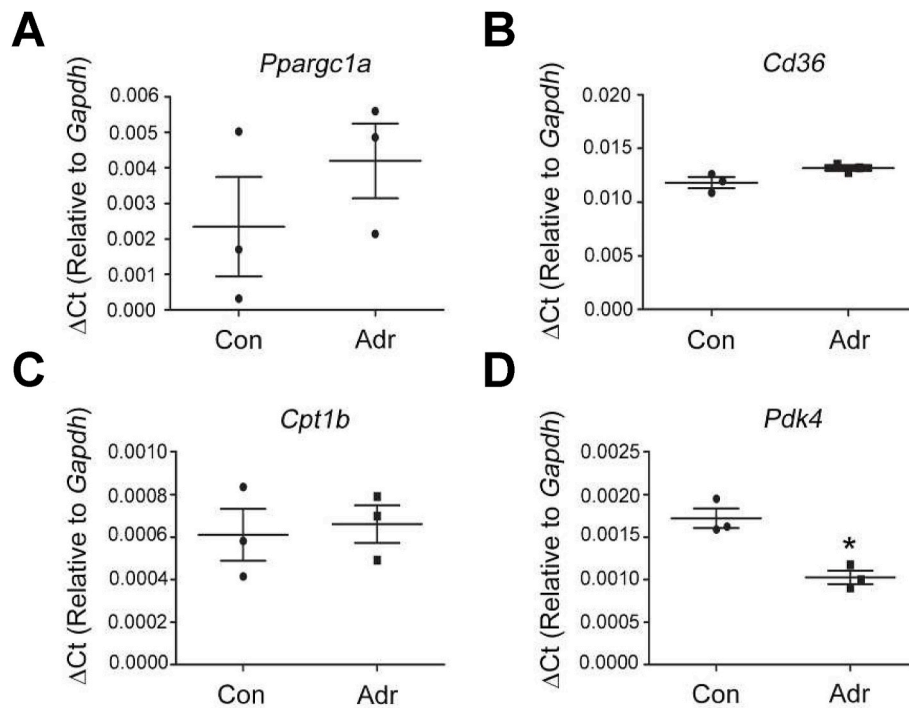 A
Ppargc1a
ΔCt (Relative to Gapdh)
0.006
0.005
0.004
0.003
0.002
0.001
0.000
Con Adr
B
Cd36
ΔCt (Relative to Gapdh)
0.020
0.015
0.010
0.005
0.000
Con Adr
C
Cpt1b
ΔCt (Relative to Gapdh)
0.0010
0.0008
0.0006
0.0004
0.0002
0.0000
Con Adr
D
Pdk4
ΔCt (Relative to Gapdh)
0.0025
0.0020
0.0015
0.0010
0.0005
0.0000
*
Con Adr